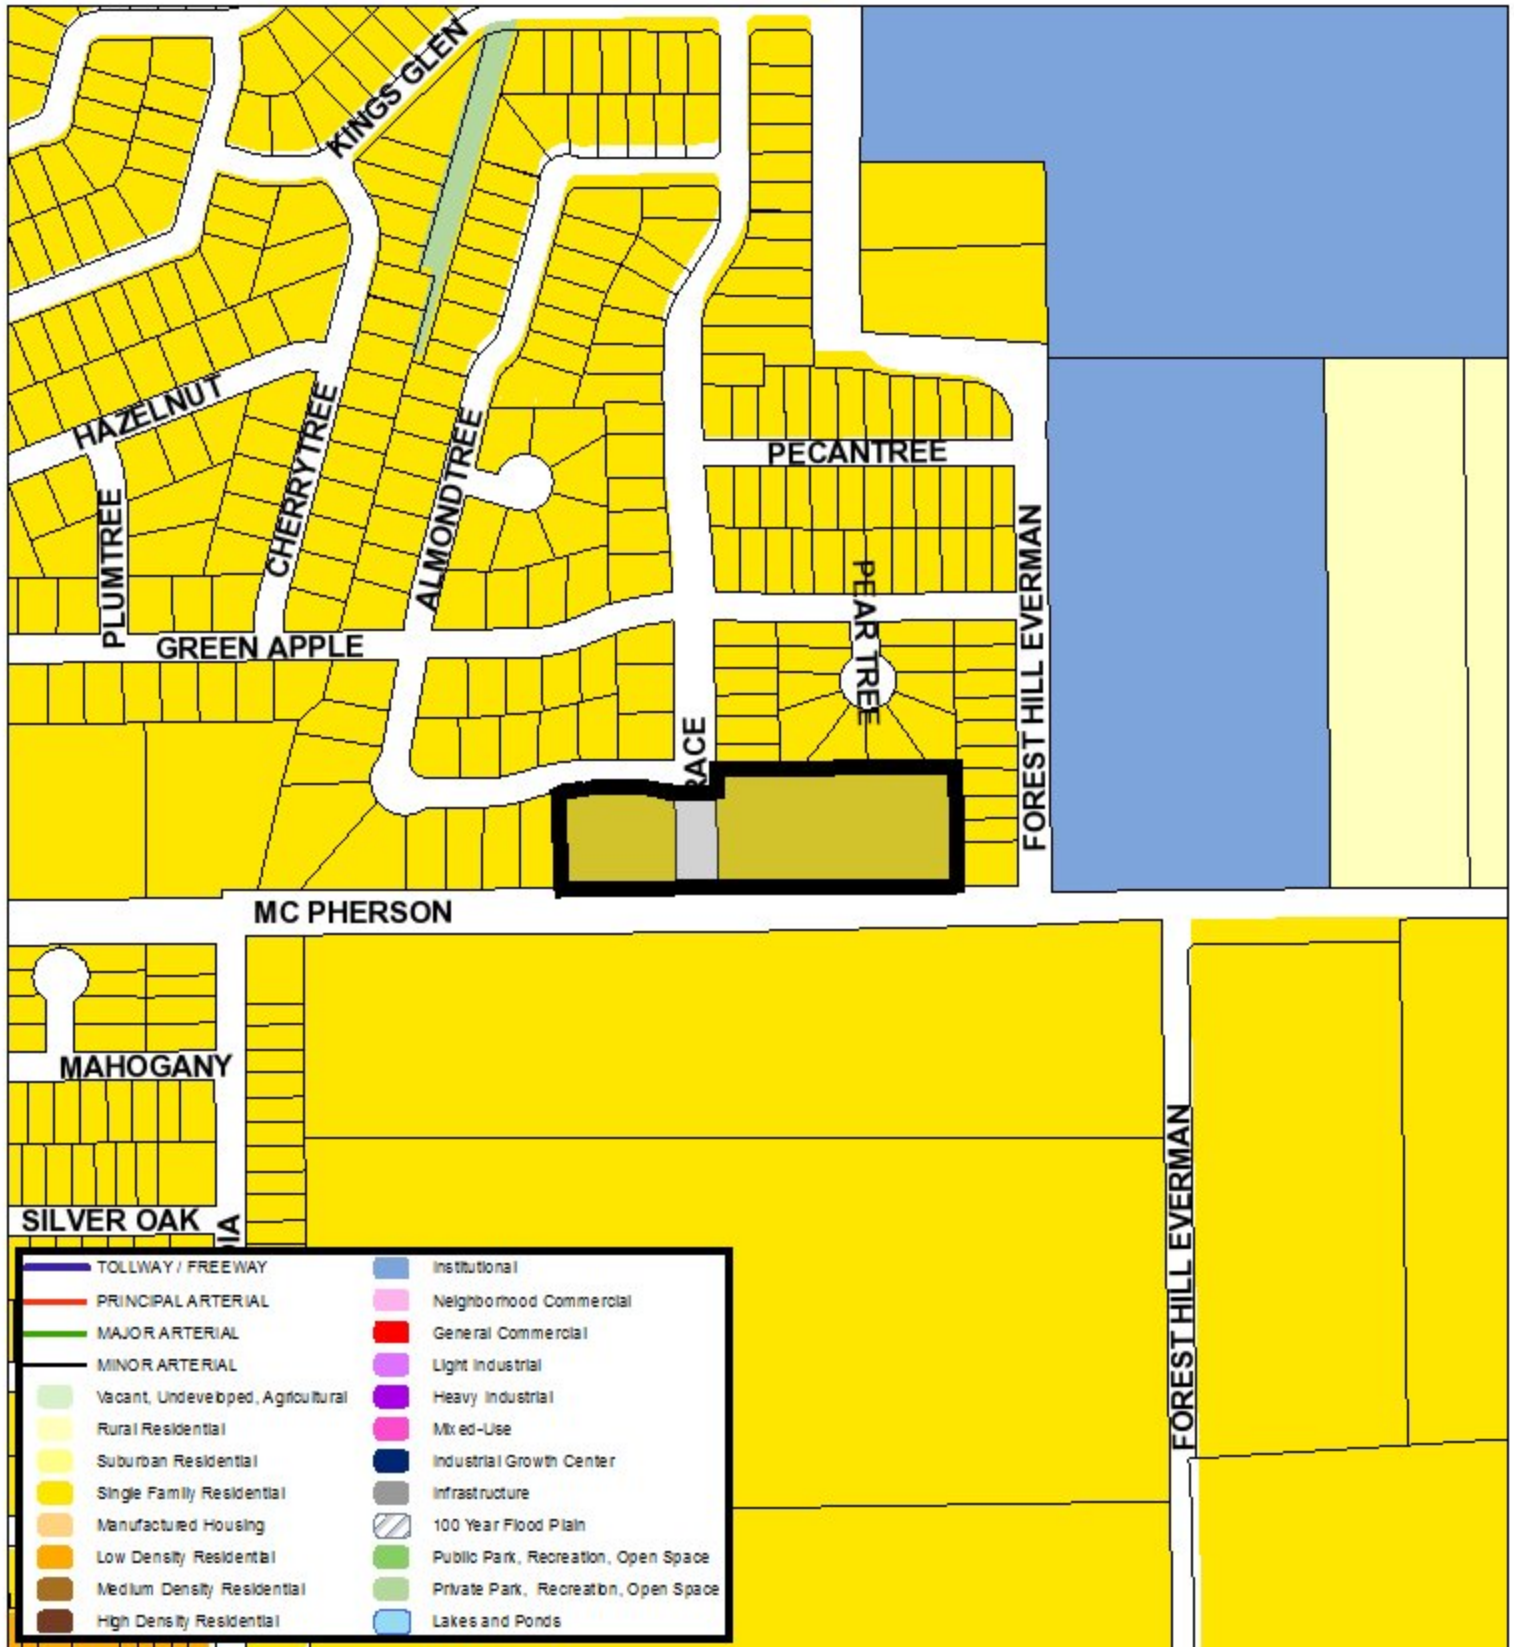 KINGS GLEN
HAZELNUT
PLUMTREE
CHERRYTREE
ALMONDTREE
PECANTREE
PEAR TREE
GREEN APPLE
FOREST HILL EVERMAN
RACE
MC PHERSON
MAHOGANY
SILVER OAK
DIA
FOREST HILL EVERMAN
TOLLWAY / FREEWAY
PRINCIPAL ARTERIAL
MAJOR ARTERIAL
MINOR ARTERIAL
Vacant, Undeveloped, Agricultural
Rural Residential
Suburban Residential
Single Family Residential
Manufactured Housing
Low Density Residential
Medium Density Residential
High Density Residential
Institutional
Neighborhood Commercial
General Commercial
Light Industrial
Heavy Industrial
Mixed-Use
Industrial Growth Center
Infrastructure
100 Year Flood Plain
Public Park, Recreation, Open Space
Private Park, Recreation, Open Space
Lakes and Ponds